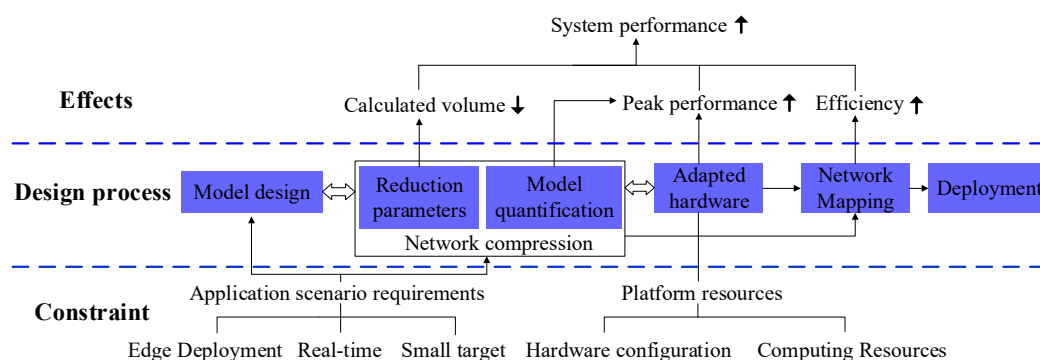 System performance ↑
Effects
Calculated volume ↓
Peak performance ↑
Efficiency ↑
Design process
Model design
Reduction
parameters
Model
quantification
Network compression
Adapted
hardware
Network
Mapping
Deployment
Constraint
Application scenario requirements
Platform resources
Edge Deployment
Real-time
Small target
Hardware configuration
Computing Resources